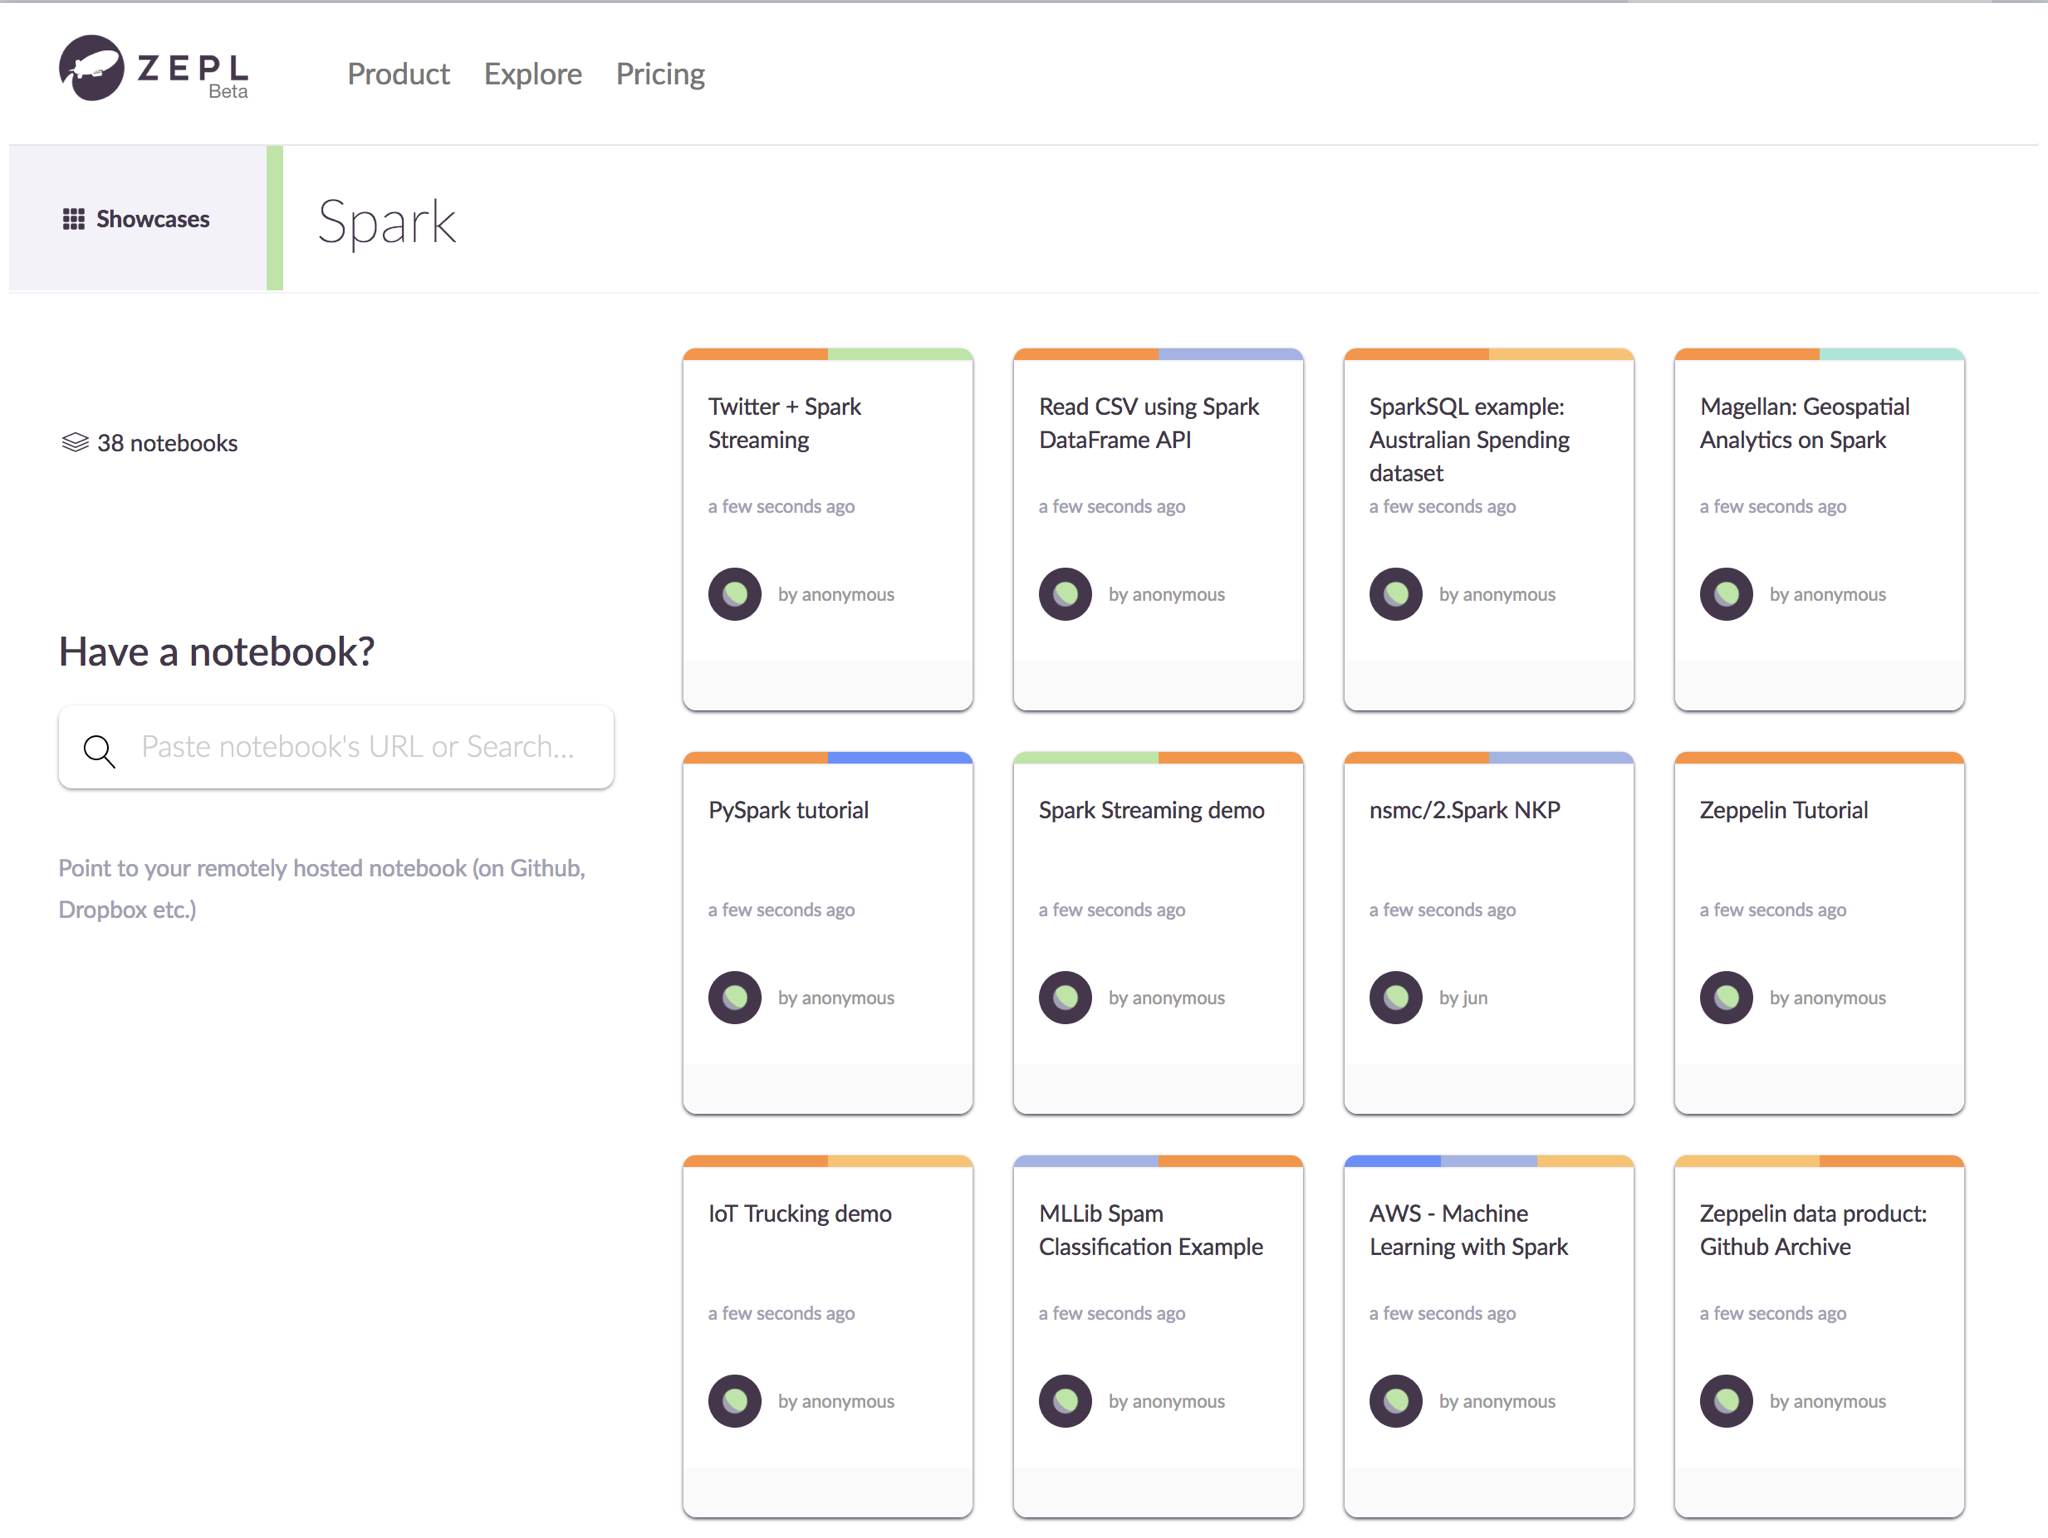 ZEPL
Beta
Product Explore Pricing
Showcases
Spark
38 notebooks
Have a notebook?
Paste notebook's URL or Search...
Point to your remotely hosted notebook (on Github,
Dropbox etc.)
Twitter + Spark
Streaming
a few seconds ago
by anonymous
Read CSV using Spark
DataFrame API
a few seconds ago
by anonymous
SparkSQL example:
Australian Spending
dataset
a few seconds ago
by anonymous
Magellan: Geospatial
Analytics on Spark
a few seconds ago
by anonymous
PySpark tutorial
a few seconds ago
by anonymous
Spark Streaming demo
a few seconds ago
by anonymous
nsmc/2.Spark NKP
a few seconds ago
by jun
Zeppelin Tutorial
a few seconds ago
by anonymous
IoT Trucking demo
a few seconds ago
by anonymous
MLLib Spam
Classification Example
a few seconds ago
by anonymous
AWS - Machine
Learning with Spark
a few seconds ago
by anonymous
Zeppelin data product:
Github Archive
a few seconds ago
by anonymous